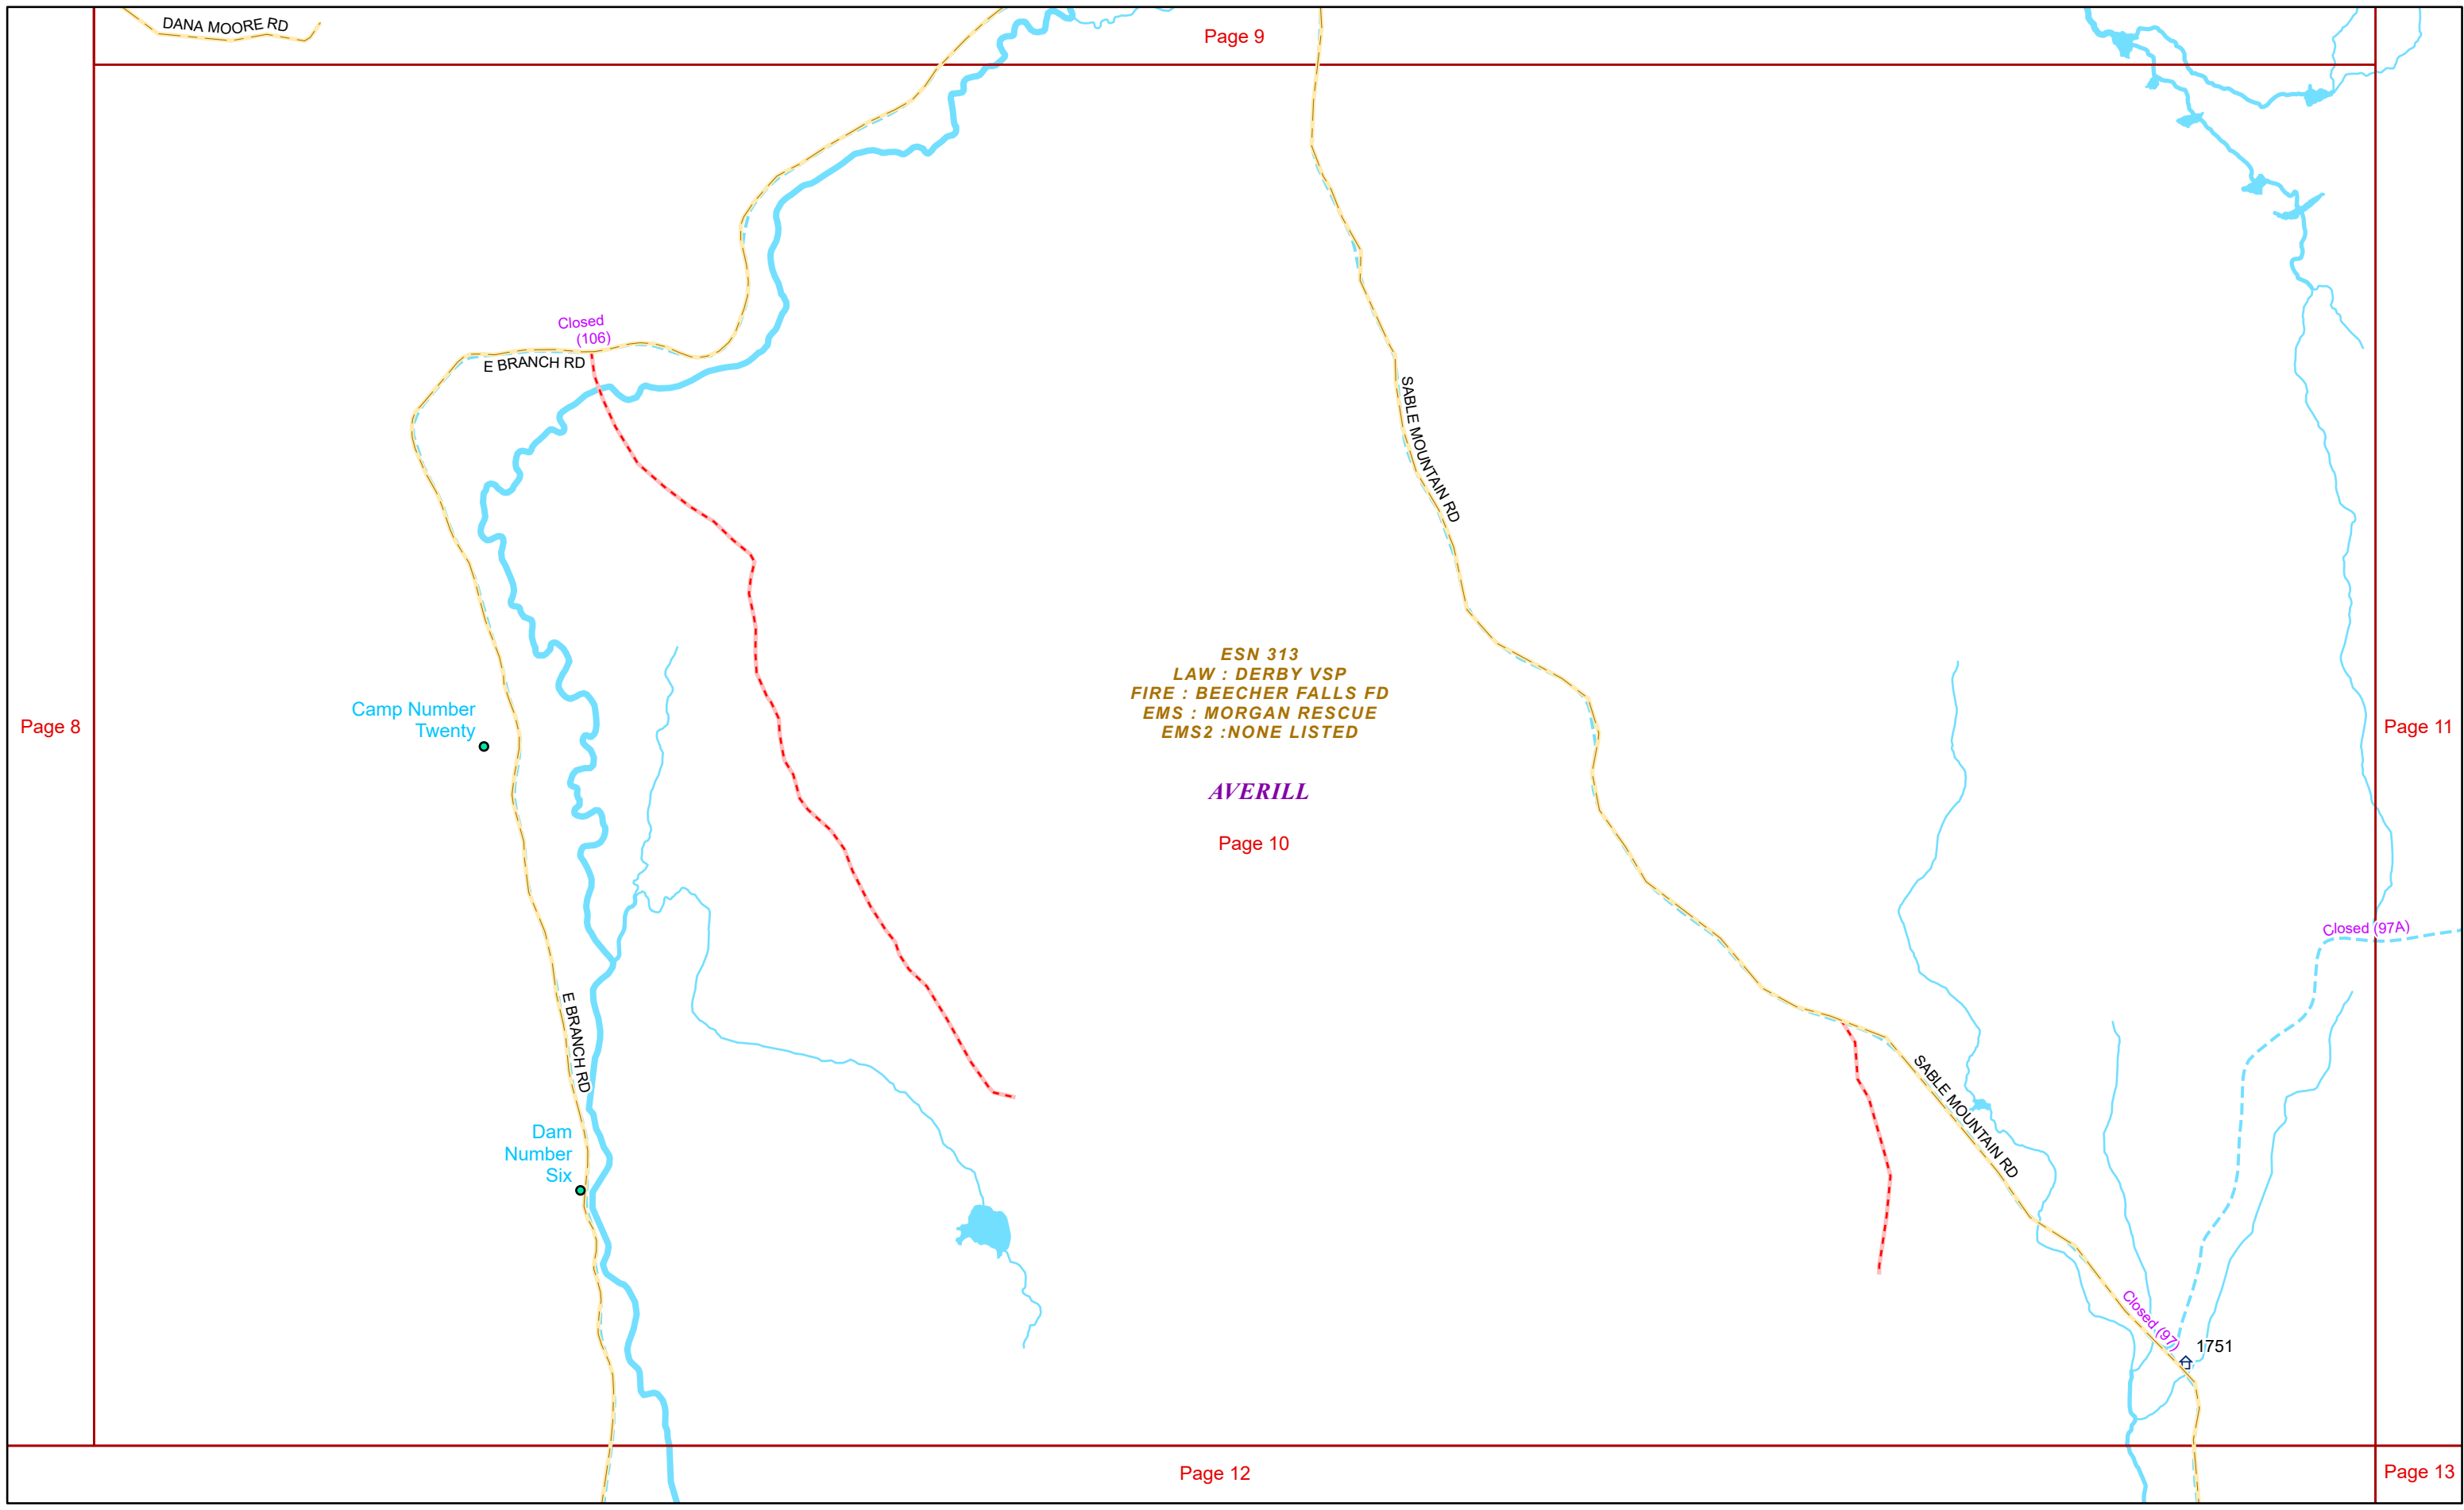 DANA MOORE RD
Page 9
Closed
(106)
E BRANCH RD
SABLE MOUNTAIN RD
ESN 313
LAW : DERBY VSP
FIRE : BEECHER FALLS FD
EMS : MORGAN RESCUE
EMS2 :NONE LISTED
Camp Number
Twenty
Page 8
Page 11
AVERILL
Page 10
Closed (97A)
E BRANCH RD
SABLE MOUNTAIN RD
Dam
Number
Six
Closed (97)
1751
Page 12
Page 13